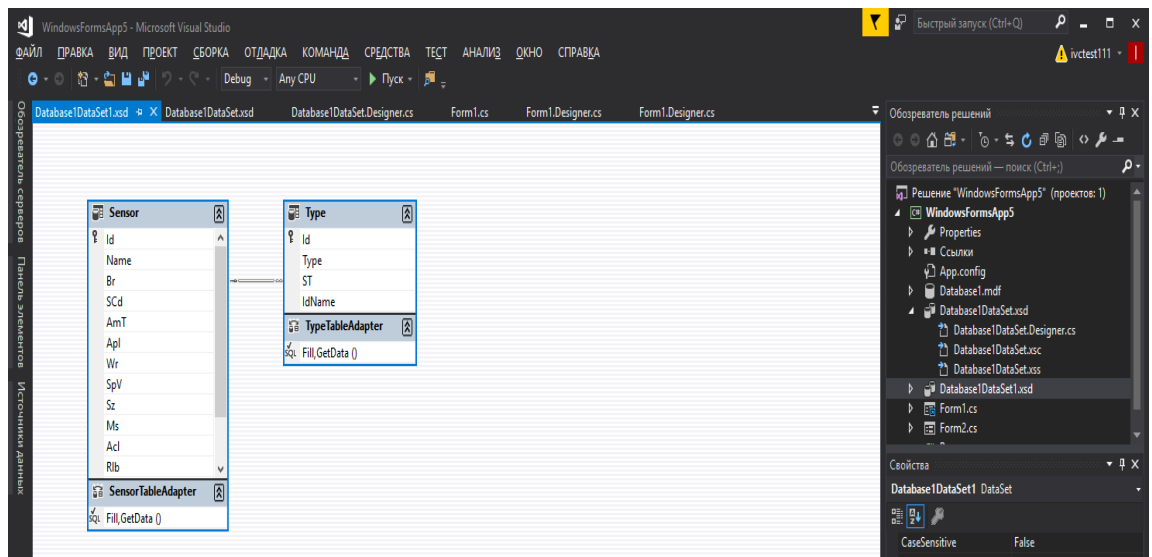 WindowsFormsApp5 - Microsoft Visual Studio
Быстрый запуск (Ctrl+Q)
ФАЙЛ ПРАВКА ВИД ПРОЕКТ СБОРКА ОТЛАДКА КОМАНДА СРЕДСТВА ТЕСТ АНАЛИЗ ОКНО СПРАВКА
ivctest111
Debug Any CPU Пуск
Обозреватель серверов
Панель элементов
Источники данных
Database1DataSet1.xsd Database1DataSet.xsd Database1DataSet.Designer.cs Form1.cs Form1.Designer.cs Form1.Designer.cs
Sensor
Id
Name
Br
SCd
AmT
Apl
Wr
SpV
Sz
Ms
Acl
Rlb
SensorTableAdapter
SQL Fill,GetData ()
Type
Id
Type
ST
IdName
TypeTableAdapter
SQL Fill,GetData ()
Обозреватель решений
Обозреватель решений — поиск (Ctrl+;)
Решение "WindowsFormsApp5" (проектов: 1)
C# WindowsFormsApp5
Properties
Ссылки
App.config
Database1.mdf
Database1DataSet.xsd
Database1DataSet.Designer.cs
Database1DataSet.xsc
Database1DataSet.xss
Database1DataSet1.xsd
Form1.cs
Form2.cs
Свойства
Database1DataSet1 DataSet
CaseSensitive False